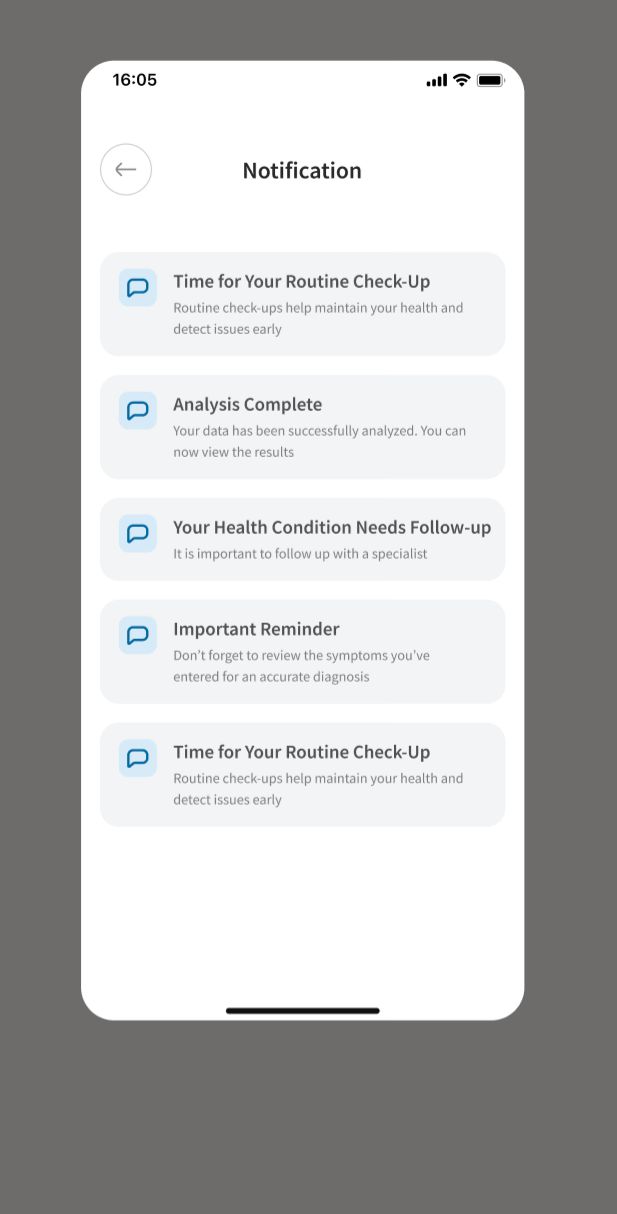 16:05
Notification
Time for Your Routine Check-Up
Routine check-ups help maintain your health and
detect issues early
Analysis Complete
Your data has been successfully analyzed. You can
now view the results
Your Health Condition Needs Follow-up
It is important to follow up with a specialist
Important Reminder
Don’t forget to review the symptoms you’ve
entered for an accurate diagnosis
Time for Your Routine Check-Up
Routine check-ups help maintain your health and
detect issues early